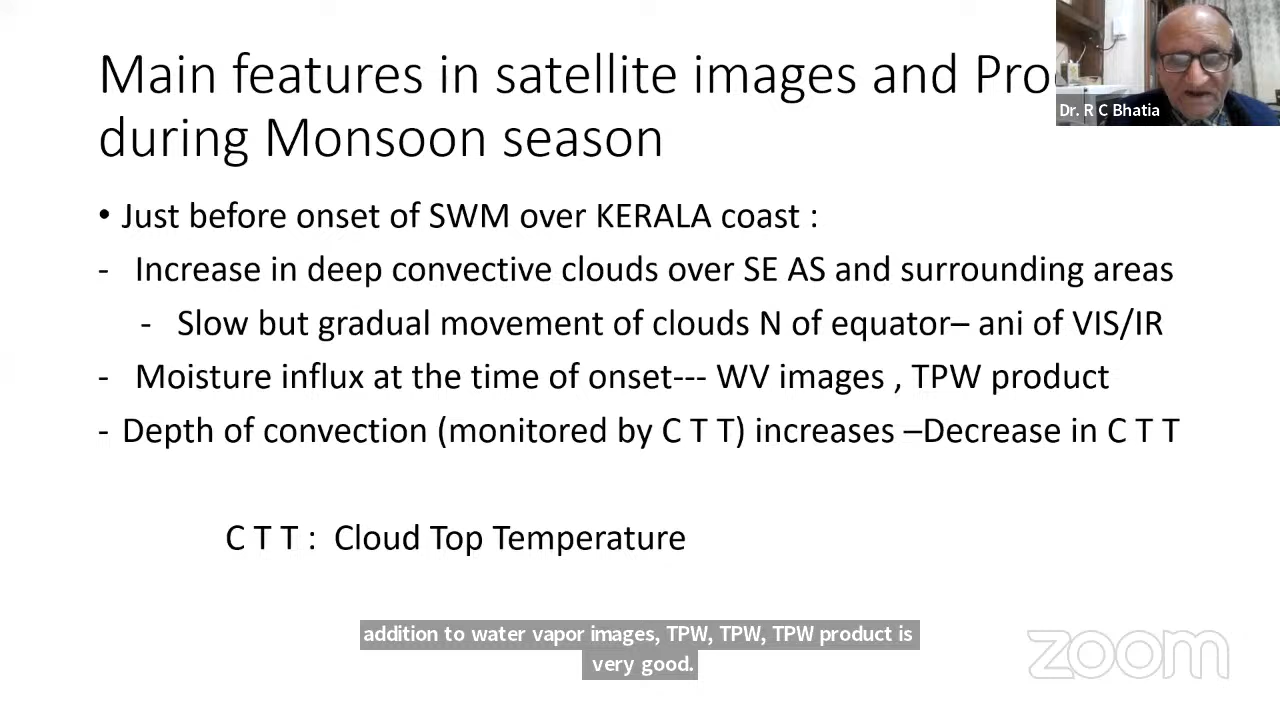 Main features in satellite images and Pro
during Monsoon season
Dr. R C Bhatia
• Just before onset of SWM over KERALA coast :
- Increase in deep convective clouds over SE AS and surrounding areas
- Slow but gradual movement of clouds N of equator– ani of VIS/IR
- Moisture influx at the time of onset--- WV images , TPW product
- Depth of convection (monitored by C T T) increases –Decrease in C T T
C T T : Cloud Top Temperature
addition to water vapor images, TPW, TPW, TPW product is
very good.
zoom